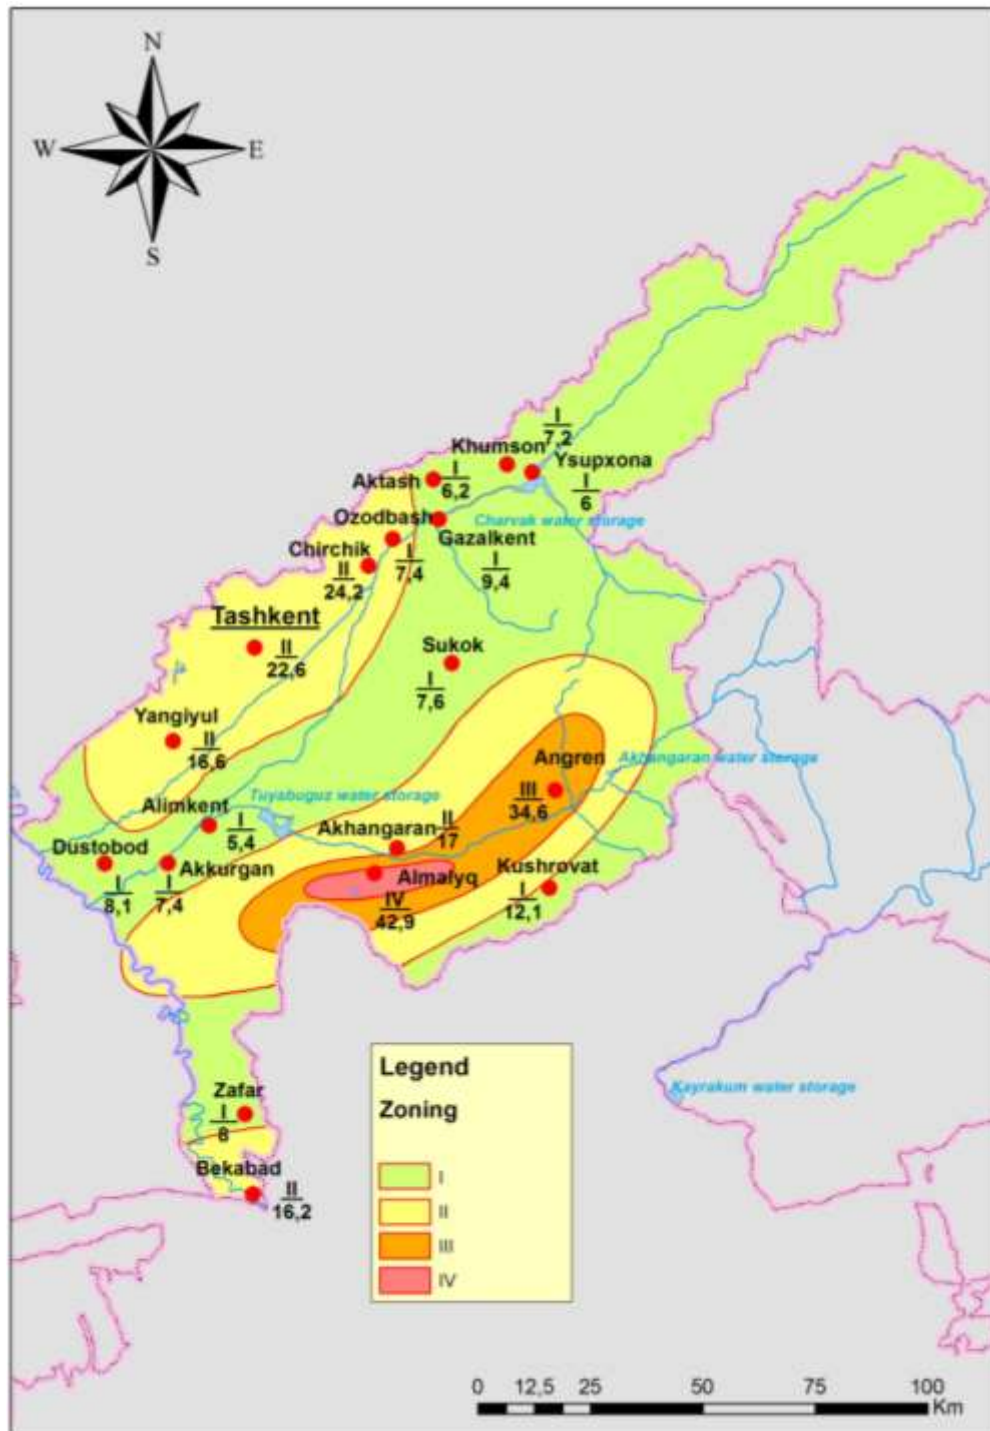 N
W E
S
I
7,2
Khumson
Ysupxona
I
6
Aktash
I
6,2
Ozodbash
Charvak water storage
Gazalkent
I
9,4
Chirchik
II
24,2
I
7,4
Tashkent
II
22,6
Sukok
I
7,6
Yangiyul
II
16,6
Angren
III
34,6
Akhangaran water storage
Tuyabuguz water storage
Alimkent
I
5,4
Akhangaran
II
17
Dustobod
I
8,1
Akkurgan
I
7,4
Almalyq
IV
42,9
Kushrovat
I
12,1
Zafar
I
8
Bekabad
II
16,2
Kayrakum water storage
Legend
Zoning
I
II
III
IV
0 12,5 25 50 75 100
Km